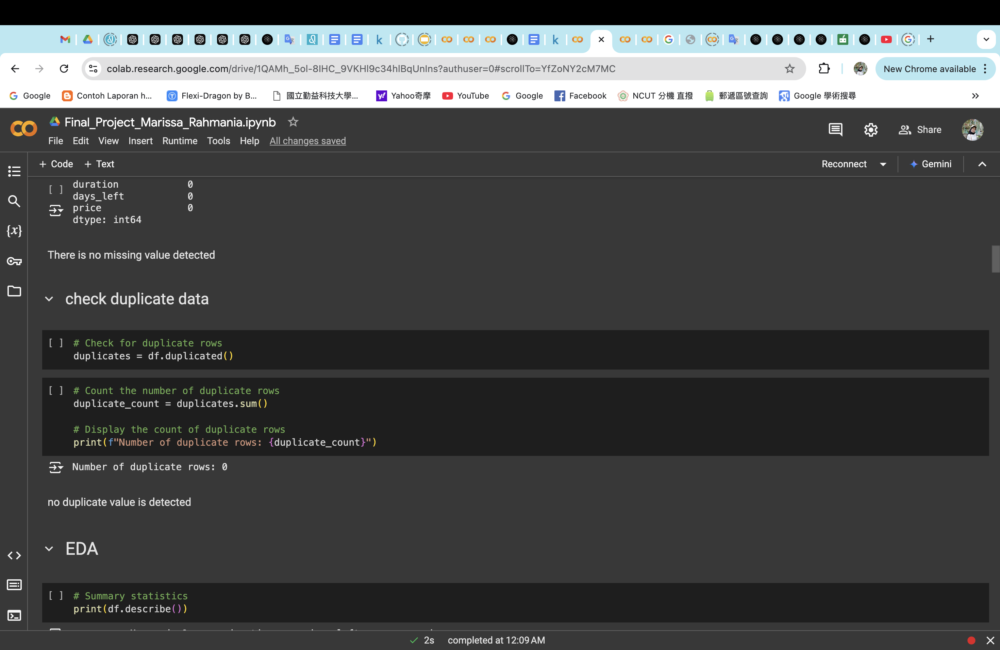 colab.research.google.com/drive/1QAMh_5ol-8lHC_9VKHl9c34hlBqUnIns?authuser=0#scrollTo=YfZoNY2cM7MC
New Chrome available
Google
Contoh Laporan h...
Flexi-Dragon by B...
國立勤益科技大學...
Yahoo奇摩
YouTube
Google
Facebook
NCUT 分機 直撥
郵遞區號查詢
Google 學術搜尋
Final_Project_Marissa_Rahmania.ipynb
Share
File Edit View Insert Runtime Tools Help All changes saved
+ Code + Text
Reconnect
Gemini
[ ]
duration 0
days_left 0
price 0
dtype: int64
There is no missing value detected
check duplicate data
[ ] # Check for duplicate rows
duplicates = df.duplicated()
[ ] # Count the number of duplicate rows
duplicate_count = duplicates.sum()
# Display the count of duplicate rows
print(f"Number of duplicate rows: {duplicate_count}")
Number of duplicate rows: 0
no duplicate value is detected
EDA
[ ] # Summary statistics
print(df.describe())
2s completed at 12:09 AM